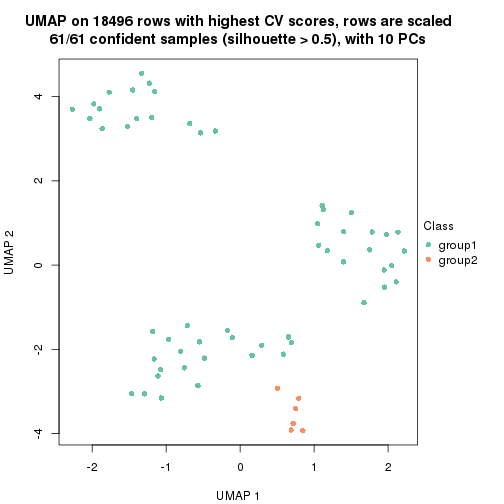 UMAP on 18496 rows with highest CV scores, rows are scaled
61/61 confident samples (silhouette > 0.5), with 10 PCs
4
2
0
-2
-4
UMAP 2
-2
-1
0
1
2
UMAP 1
Class
group1
group2